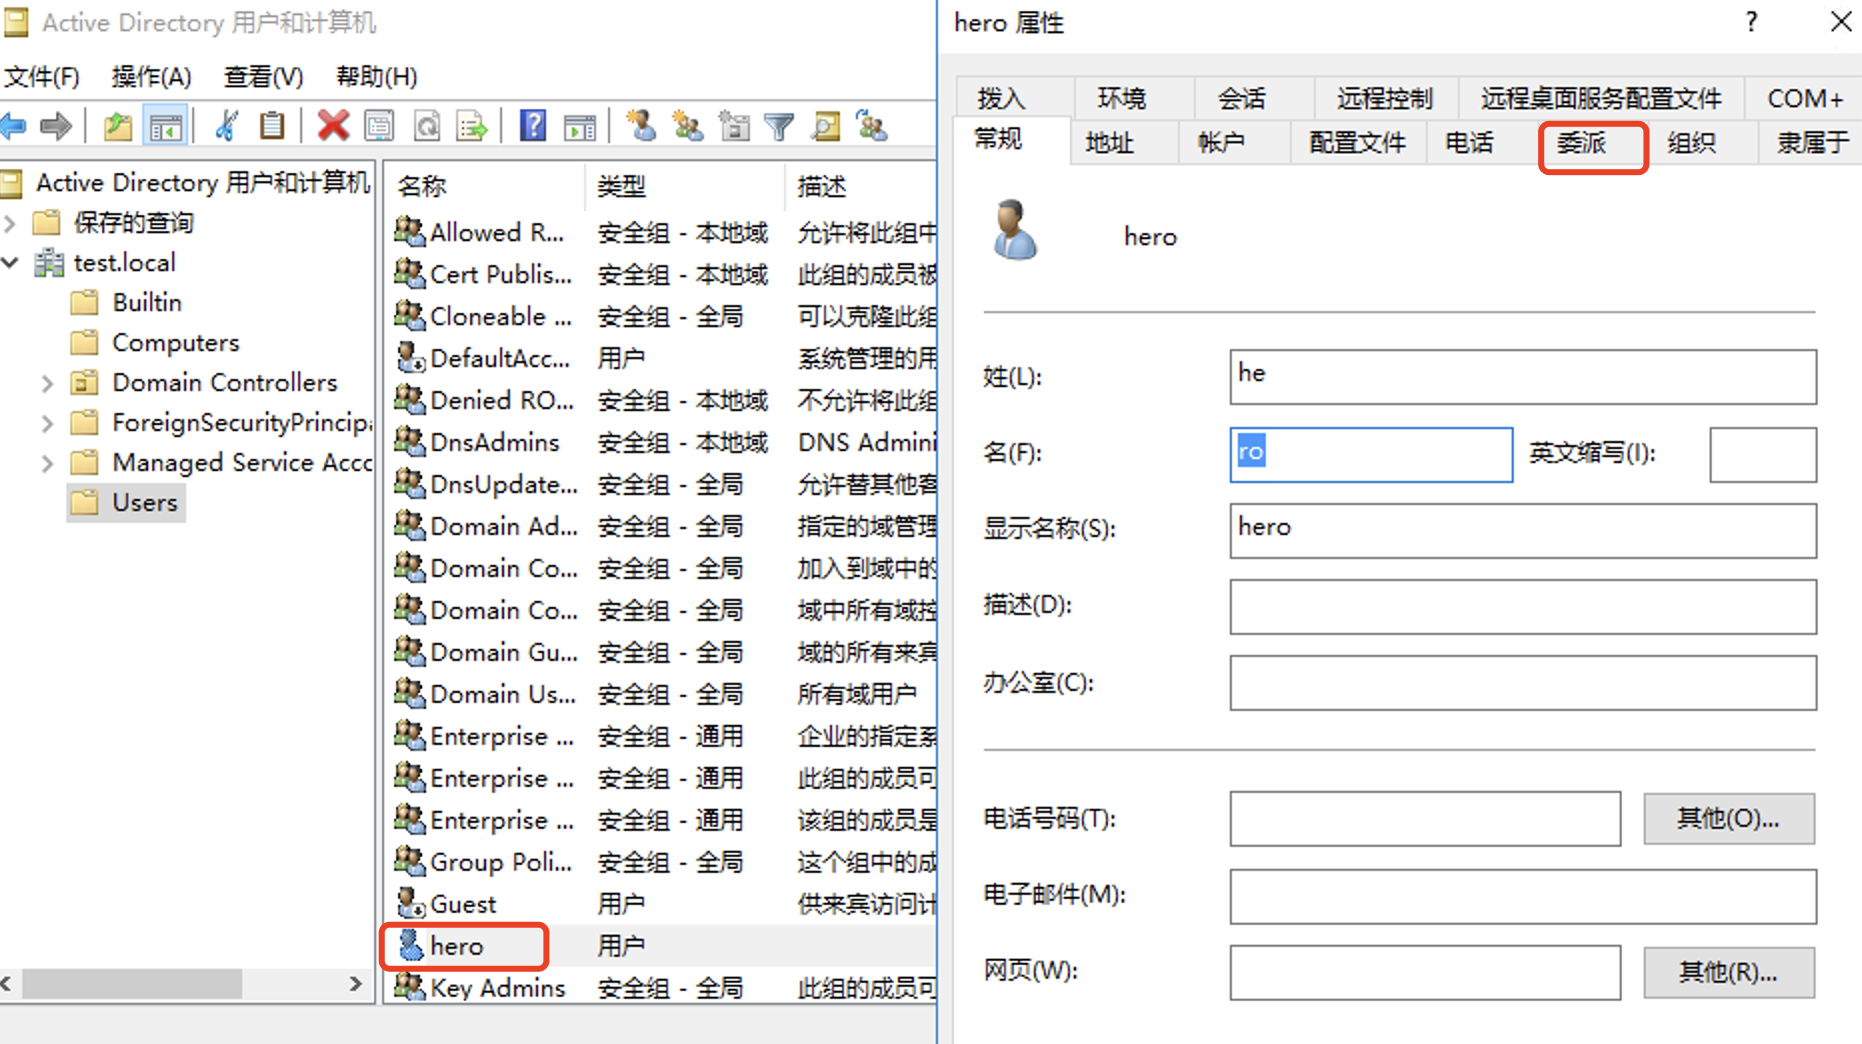 Active Directory 用户和计算机
文件(F) 操作(A) 查看(V) 帮助(H)
Active Directory 用户和计算机
保存的查询
test.local
Builtin
Computers
Domain Controllers
ForeignSecurityPrincip
Managed Service Acc
Users
名称 类型 描述
Allowed R... 安全组 - 本地域 允许将此组中
Cert Publis... 安全组 - 本地域 此组的成员被
Cloneable ... 安全组 - 全局 可以克隆此组
DefaultAcc... 用户 系统管理的用
Denied RO... 安全组 - 本地域 不允许将此组
DnsAdmins 安全组 - 本地域 DNS Admini
DnsUpdate... 安全组 - 全局 允许替其他客
Domain Ad... 安全组 - 全局 指定的域管理
Domain Co... 安全组 - 全局 加入到域中的
Domain Co... 安全组 - 全局 域中所有域控
Domain Gu... 安全组 - 全局 域的所有来宾
Domain Us... 安全组 - 全局 所有域用户
Enterprise ... 安全组 - 通用 企业的指定系
Enterprise ... 安全组 - 通用 此组的成员可
Enterprise ... 安全组 - 通用 该组的成员是
Group Poli... 安全组 - 全局 这个组中的成
Guest 用户 供来宾访问计
hero 用户
Key Admins 安全组 - 全局 此组的成员可
hero 属性
? ×
拨入 环境 会话 远程控制 远程桌面服务配置文件 COM+
常规 地址 帐户 配置文件 电话 委派 组织 隶属于
hero
姓(L): he
名(F): ro 英文缩写(I):
显示名称(S): hero
描述(D):
办公室(C):
电话号码(T): 其他(O)...
电子邮件(M):
网页(W): 其他(R)...